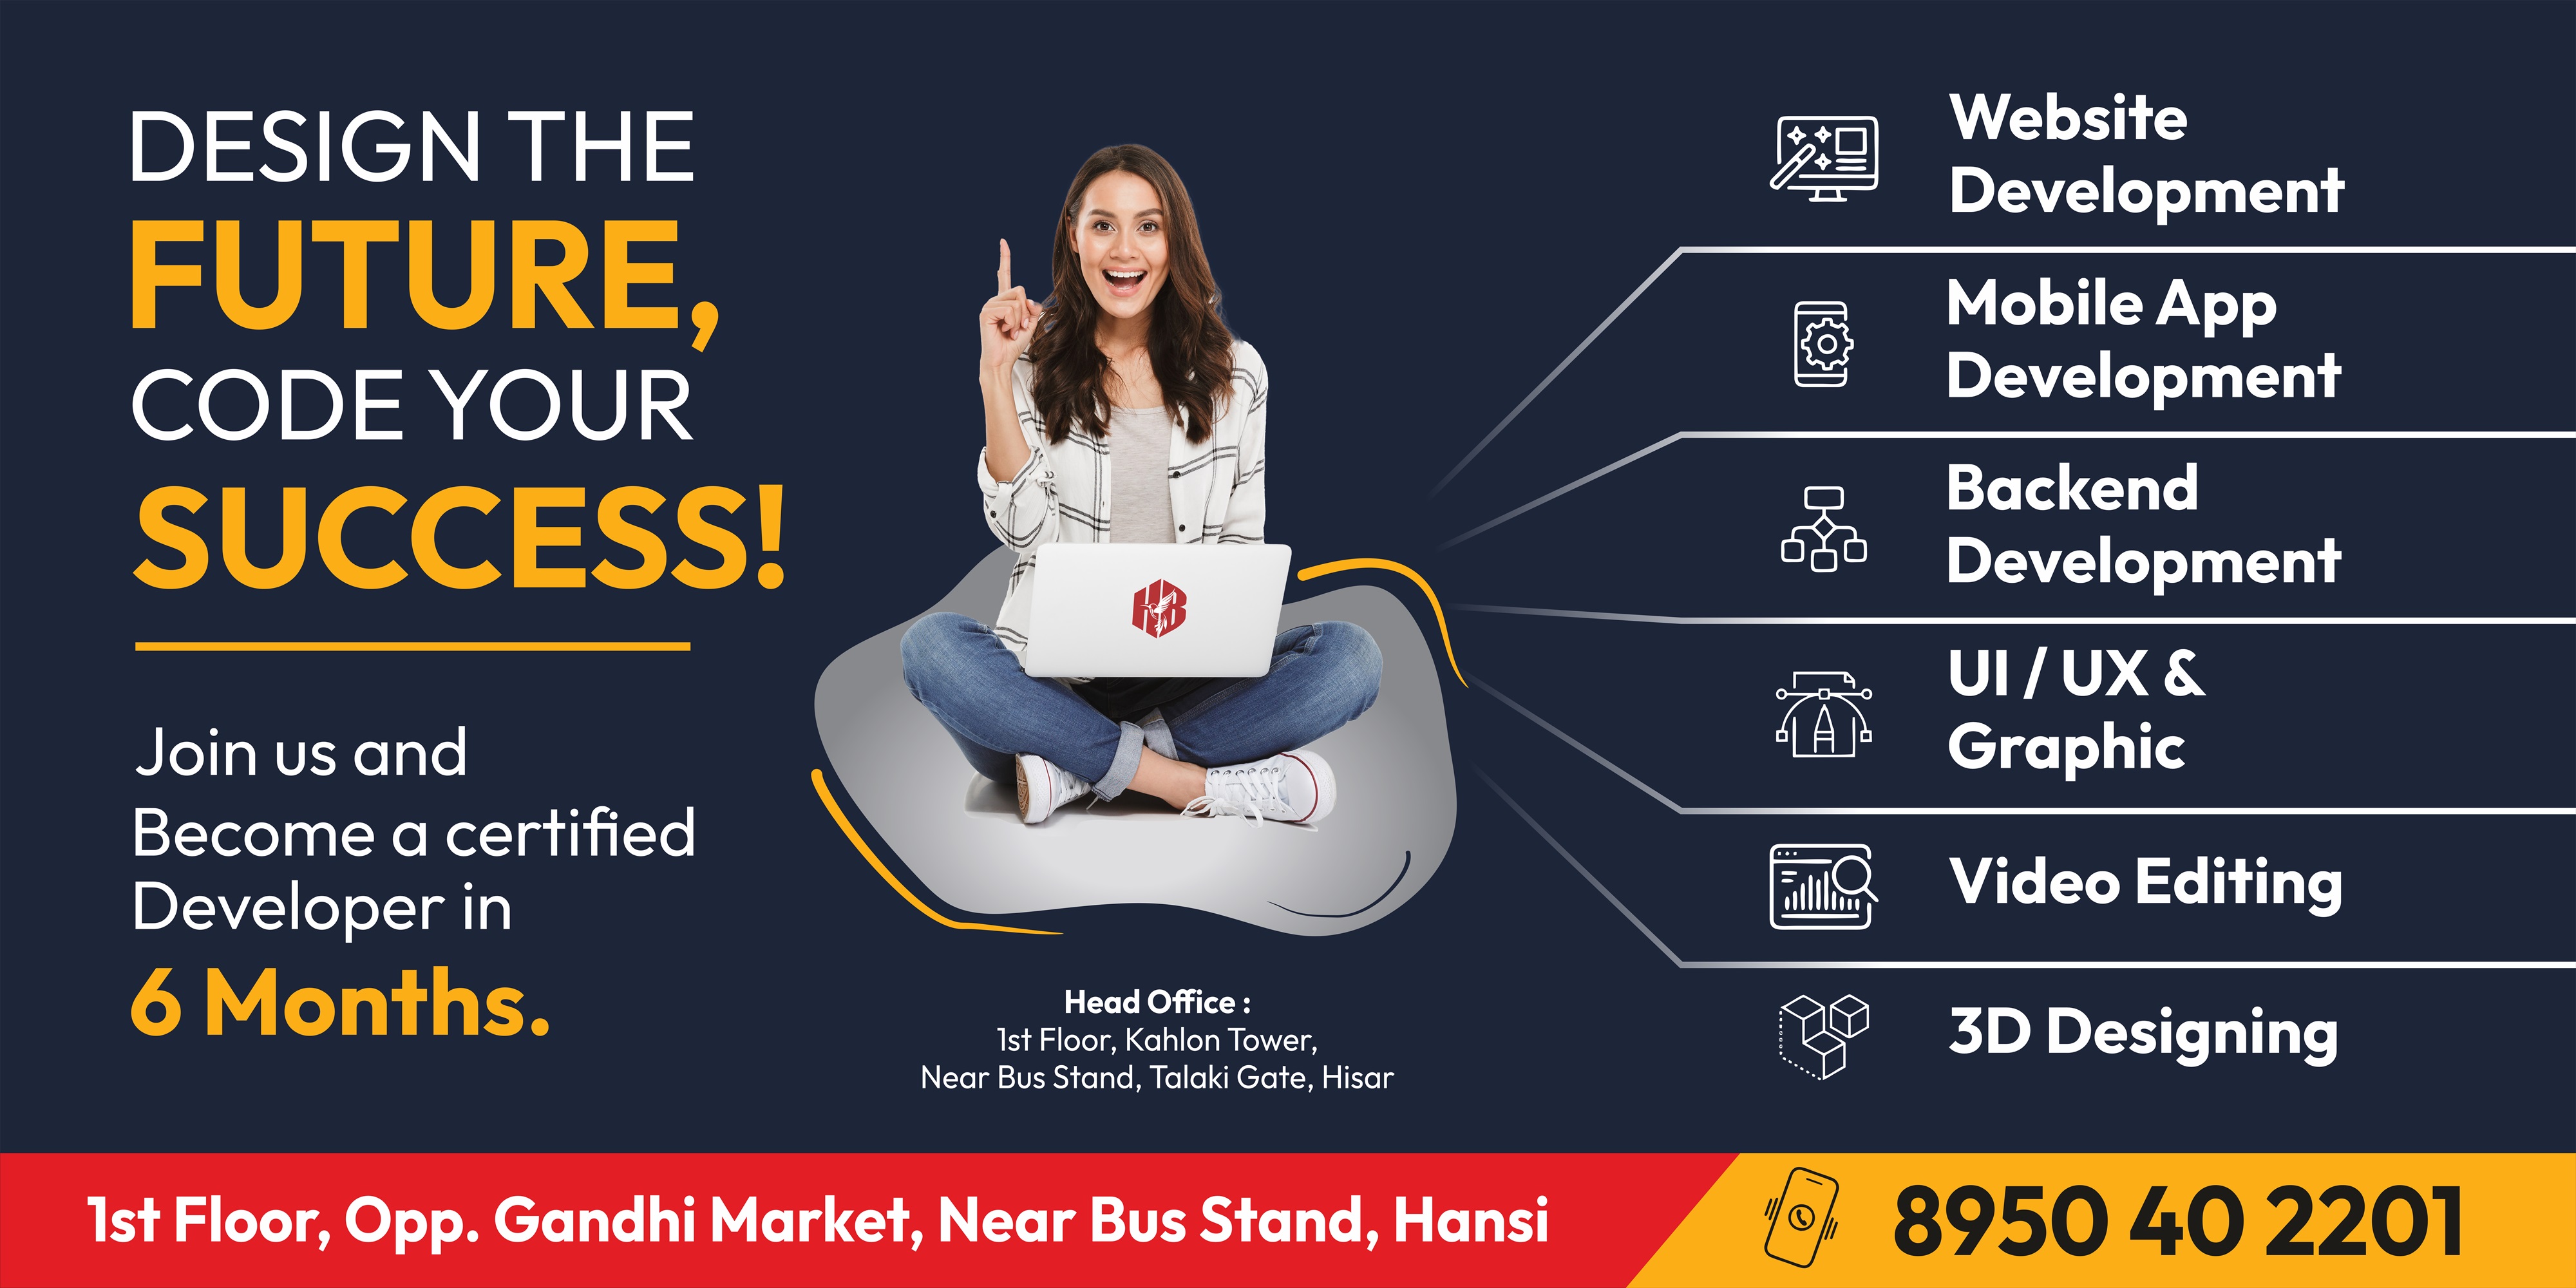 DESIGN THE
FUTURE,
CODE YOUR
SUCCESS!
Join us and
Become a certified
Developer in
6 Months.
HB
Head Office :
1st Floor, Kahlon Tower,
Near Bus Stand, Talaki Gate, Hisar
Website
Development
Mobile App
Development
Backend
Development
UI / UX &
Graphic
Video Editing
3D Designing
1st Floor, Opp. Gandhi Market, Near Bus Stand, Hansi
8950 40 2201